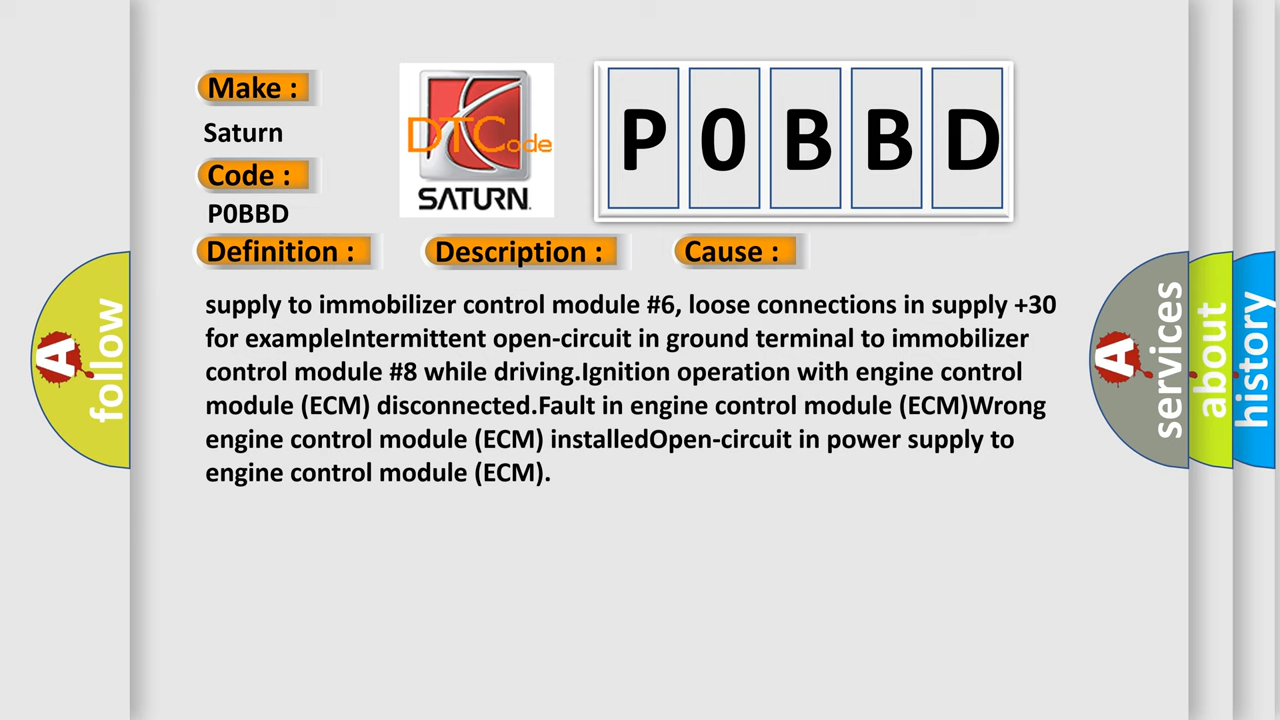 Make :
Saturn
Code :
P0BBD
DTCode
SATURN
P0BBD
Definition :
Description :
Cause :
supply to immobilizer control module #6, loose connections in supply +30
for exampleIntermittent open-circuit in ground terminal to immobilizer
control module #8 while driving.Ignition operation with engine control
module (ECM) disconnected.Fault in engine control module (ECM)Wrong
engine control module (ECM) installedOpen-circuit in power supply to
engine control module (ECM).
A
follow
A
services
about
history